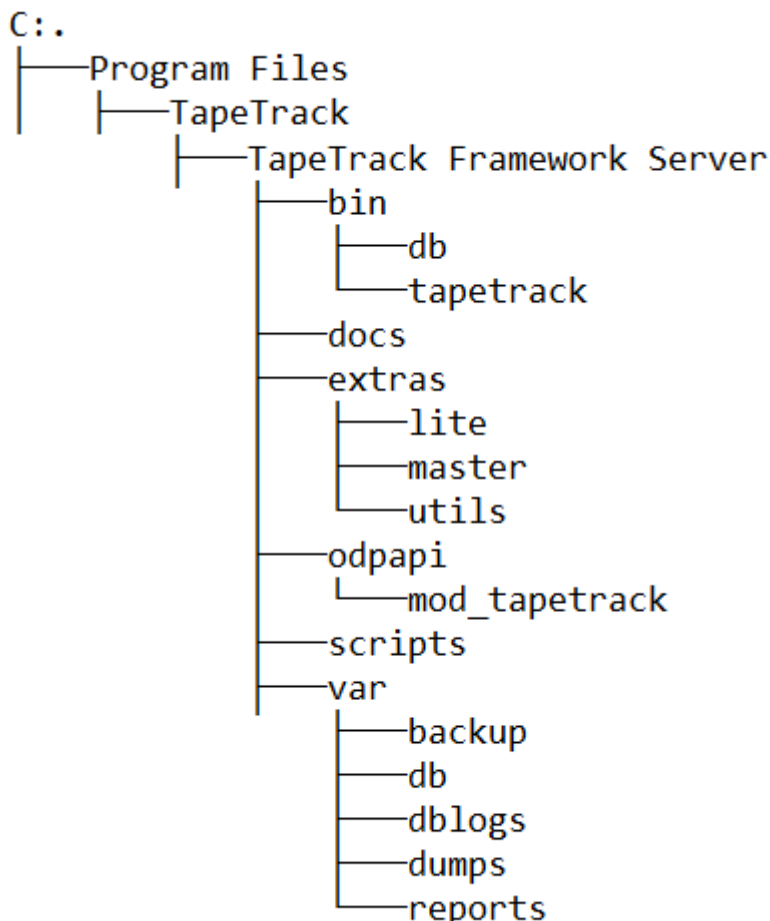 C:.
Program Files
TapeTrack
TapeTrack Framework Server
bin
db
tapetrack
docs
extras
lite
master
utils
odpapi
mod_tapetrack
scripts
var
backup
db
dblogs
dumps
reports